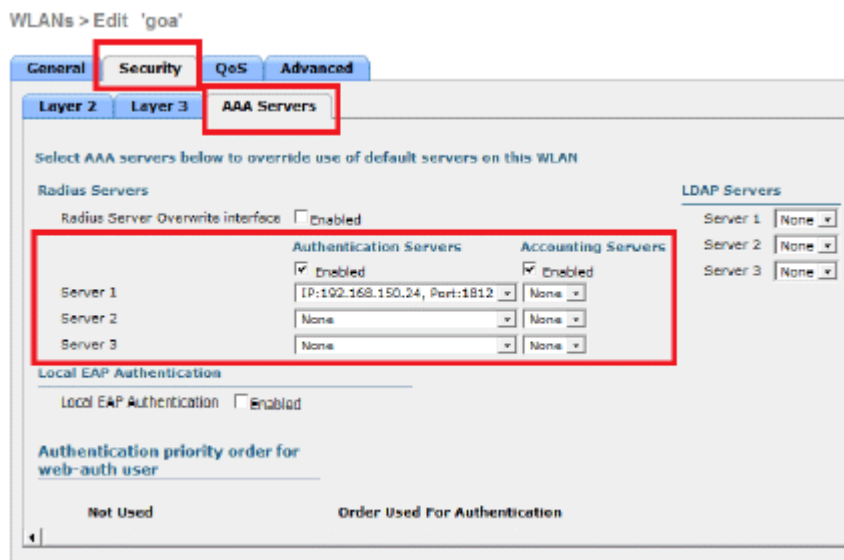 WLANs > Edit 'goa'
General Security QoS Advanced
Layer 2 Layer 3 AAA Servers
Select AAA servers below to override use of default servers on this WLAN
Radius Servers LDAP Servers
Radius Server Overwrite interface Enabled Server 1 None
Authentication Servers Accounting Servers Server 2 None
Enabled Enabled Server 3 None
Server 1 IP:192.168.150.24, Port:1812 None
Server 2 None None
Server 3 None None
Local EAP Authentication
Local EAP Authentication Enabled
Authentication priority order for
web-auth user
Not Used Order Used For Authentication